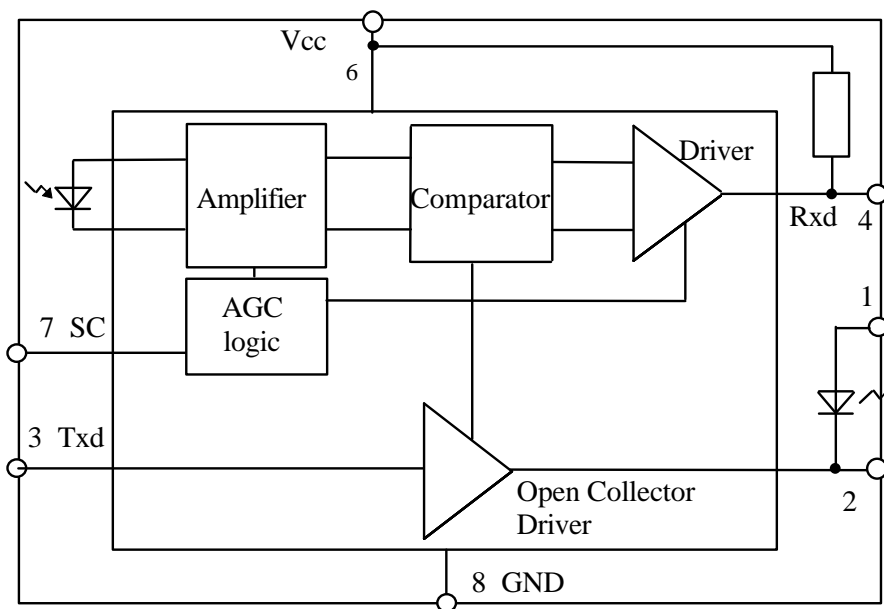 Vcc
6
Driver
Amplifier
Comparator
Rxd
4
AGC
logic
1
7 SC
3 Txd
Open Collector
Driver
2
8 GND